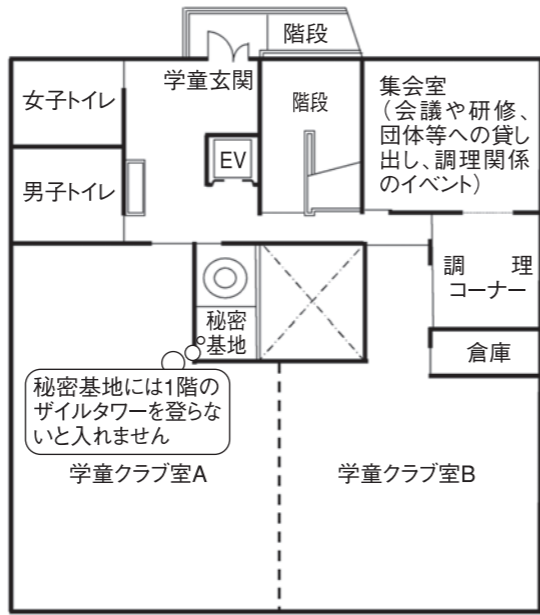 階段
学童玄関
階段
集会室
（会議や研修、
団体等への貸し
出し、調理関係
のイベント）
女子トイレ
EV
男子トイレ
調　　理
コーナー
秘密
基地
倉庫
秘密基地には1階の
ザイルタワーを登らな
いと入れません
学童クラブ室A
学童クラブ室B